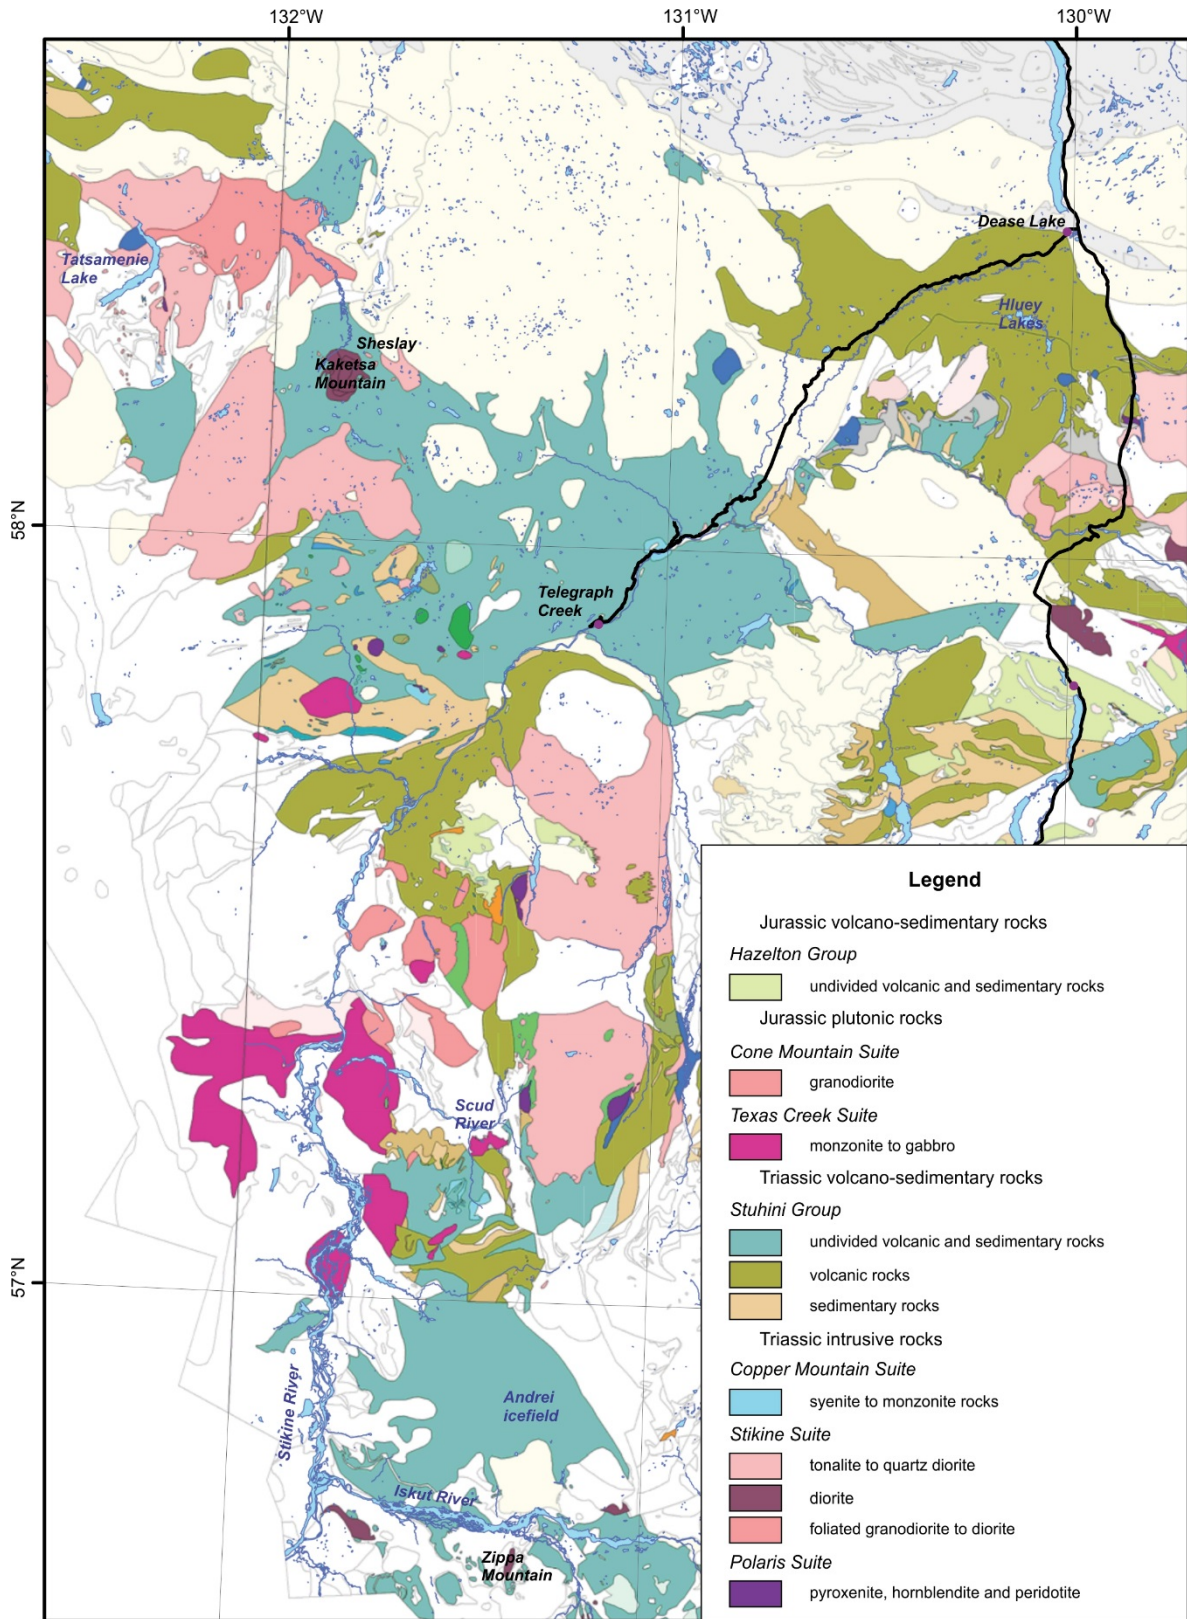 132°W
131°W
130°W
Dease Lake
Tatsamenie
Lake
Hluey
Lakes
Sheslay
Kaketsa
Mountain
58°N
Telegraph
Creek
Scud
River
57°N
Stikine River
Andrei
icefield
Iskut River
Zippa
Mountain
Legend
Jurassic volcano-sedimentary rocks
Hazelton Group
undivided volcanic and sedimentary rocks
Jurassic plutonic rocks
Cone Mountain Suite
granodiorite
Texas Creek Suite
monzonite to gabbro
Triassic volcano-sedimentary rocks
Stuhini Group
undivided volcanic and sedimentary rocks
volcanic rocks
sedimentary rocks
Triassic intrusive rocks
Copper Mountain Suite
syenite to monzonite rocks
Stikine Suite
tonalite to quartz diorite
diorite
foliated granodiorite to diorite
Polaris Suite
pyroxenite, hornblendite and peridotite